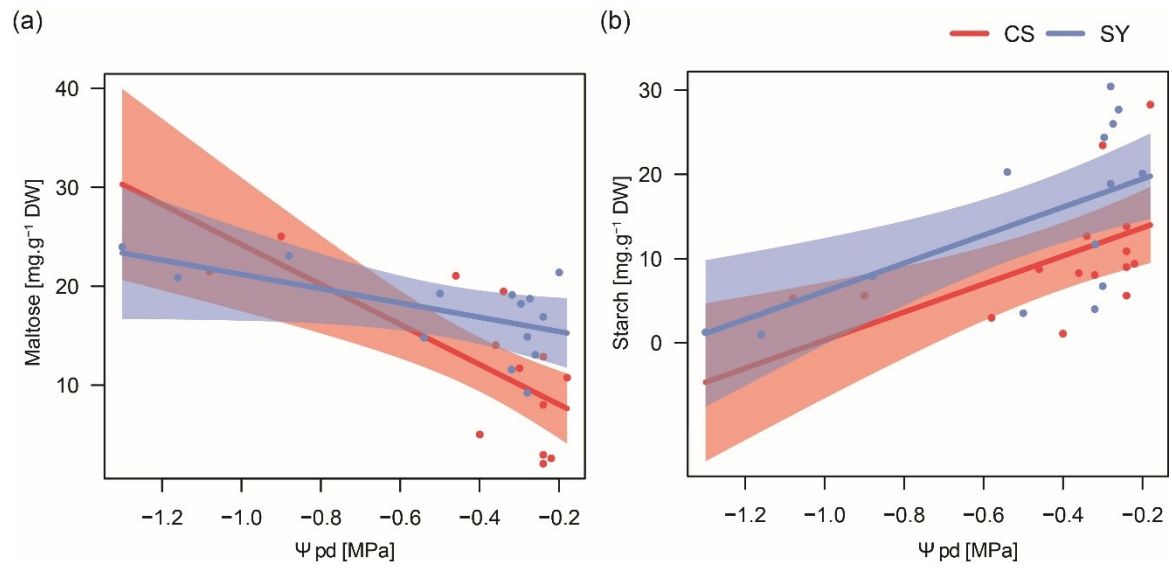 (a)
(b)
CS SY
Maltose [mg.g⁻¹ DW]
40
30
20
10
−1.2 −1.0 −0.8 −0.6 −0.4 −0.2
Ψ pd [MPa]
Starch [mg.g⁻¹ DW]
30
20
10
0
−1.2 −1.0 −0.8 −0.6 −0.4 −0.2
Ψ pd [MPa]